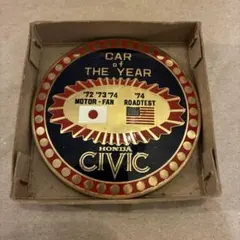 CAR
of
THE YEAR
'72 '73 '74 '74
MOTOR-FAN ROADTEST
HONDA
CIVIC